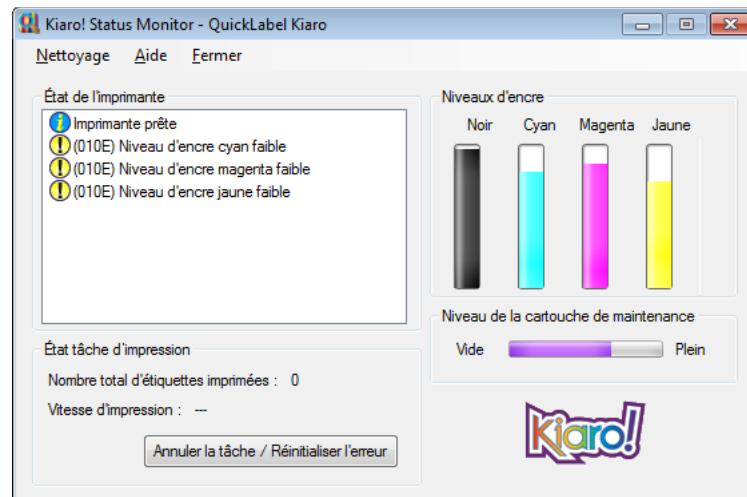 Kiaro! Status Monitor - QuickLabel Kiaro
Nettoyage Aide Fermer
État de l'imprimante
Imprimante prête
(010E) Niveau d'encre cyan faible
(010E) Niveau d'encre magenta faible
(010E) Niveau d'encre jaune faible
Niveaux d'encre
Noir Cyan Magenta Jaune
Niveau de la cartouche de maintenance
Vide Plein
État tâche d'impression
Nombre total d'étiquettes imprimées : 0
Vitesse d'impression : ---
Annuler la tâche / Réinitialiser l'erreur
Kiaro!